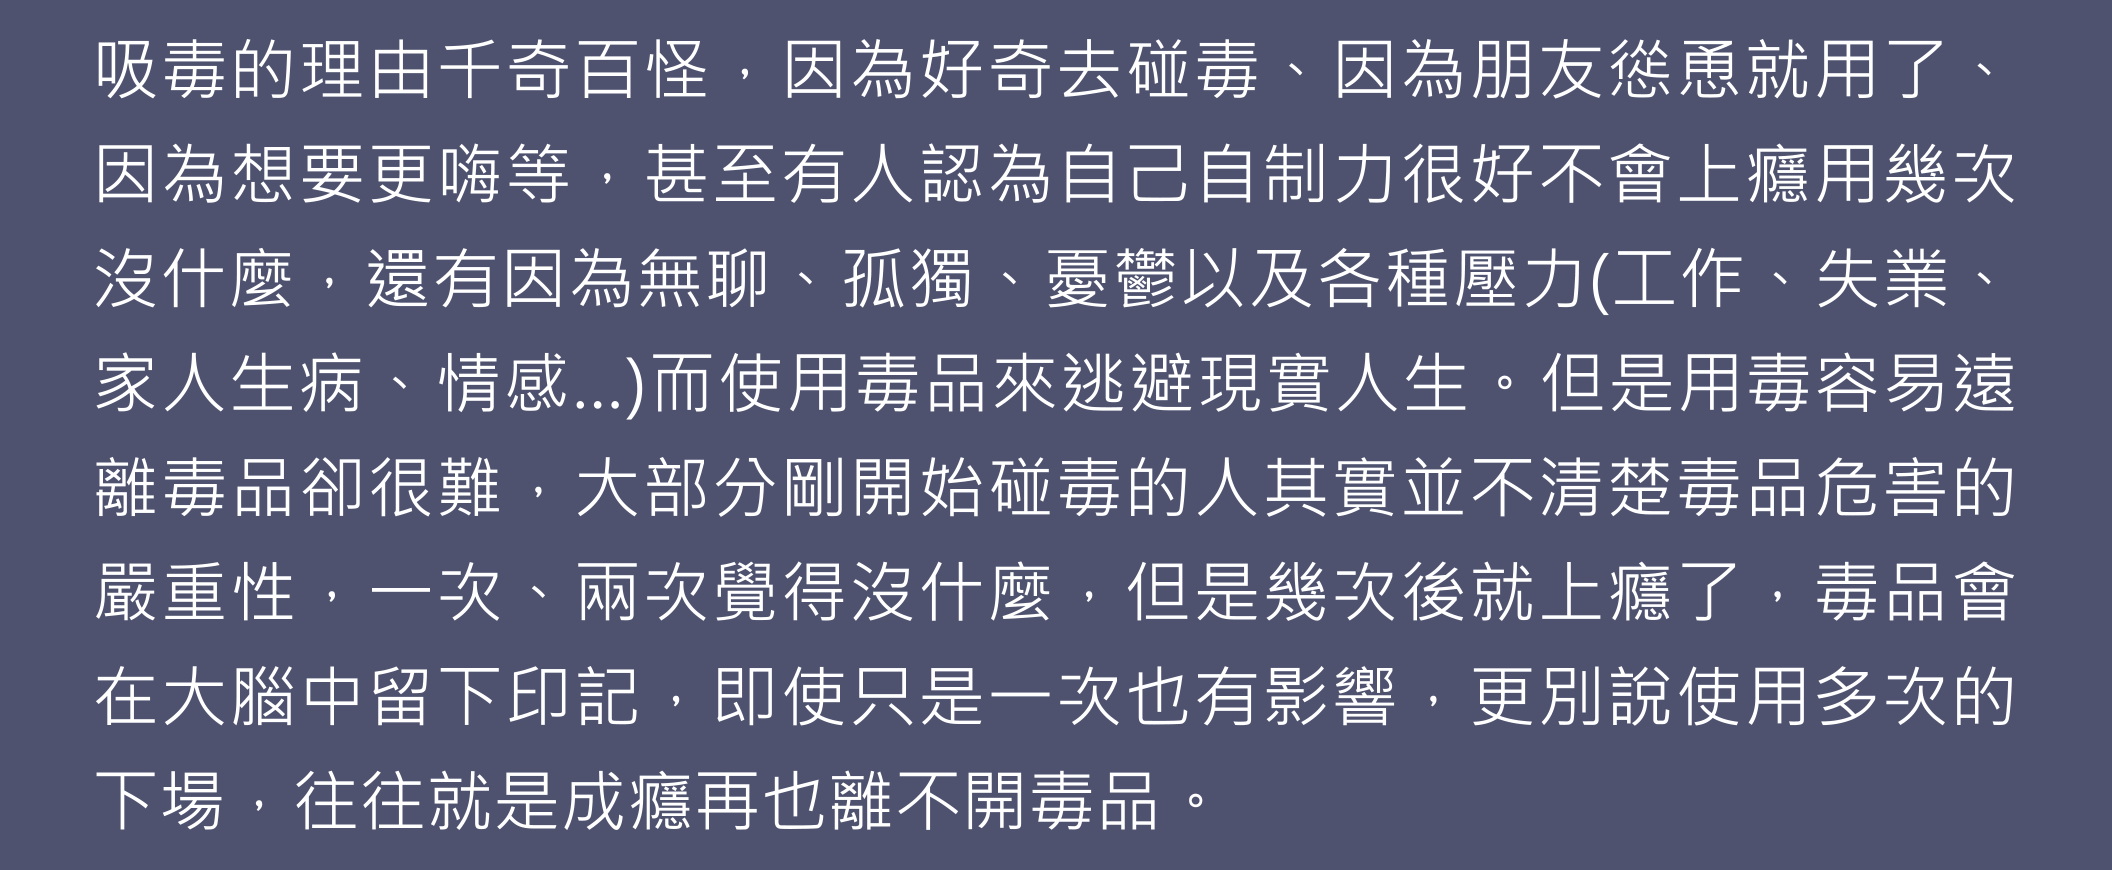 吸毒的理由千奇百怪，因為好奇去碰毒、因為朋友慫恿就用了、
因為想要更嗨等，甚至有人認為自己自制力很好不會上癮用幾次
沒什麼，還有因為無聊、孤獨、憂鬱以及各種壓力(工作、失業、
家人生病、情感...)而使用毒品來逃避現實人生。但是用毒容易遠
離毒品卻很難，大部分剛開始碰毒的人其實並不清楚毒品危害的
嚴重性，一次、兩次覺得沒什麼，但是幾次後就上癮了，毒品會
在大腦中留下印記，即使只是一次也有影響，更別說使用多次的
下場，往往就是成癮再也離不開毒品。